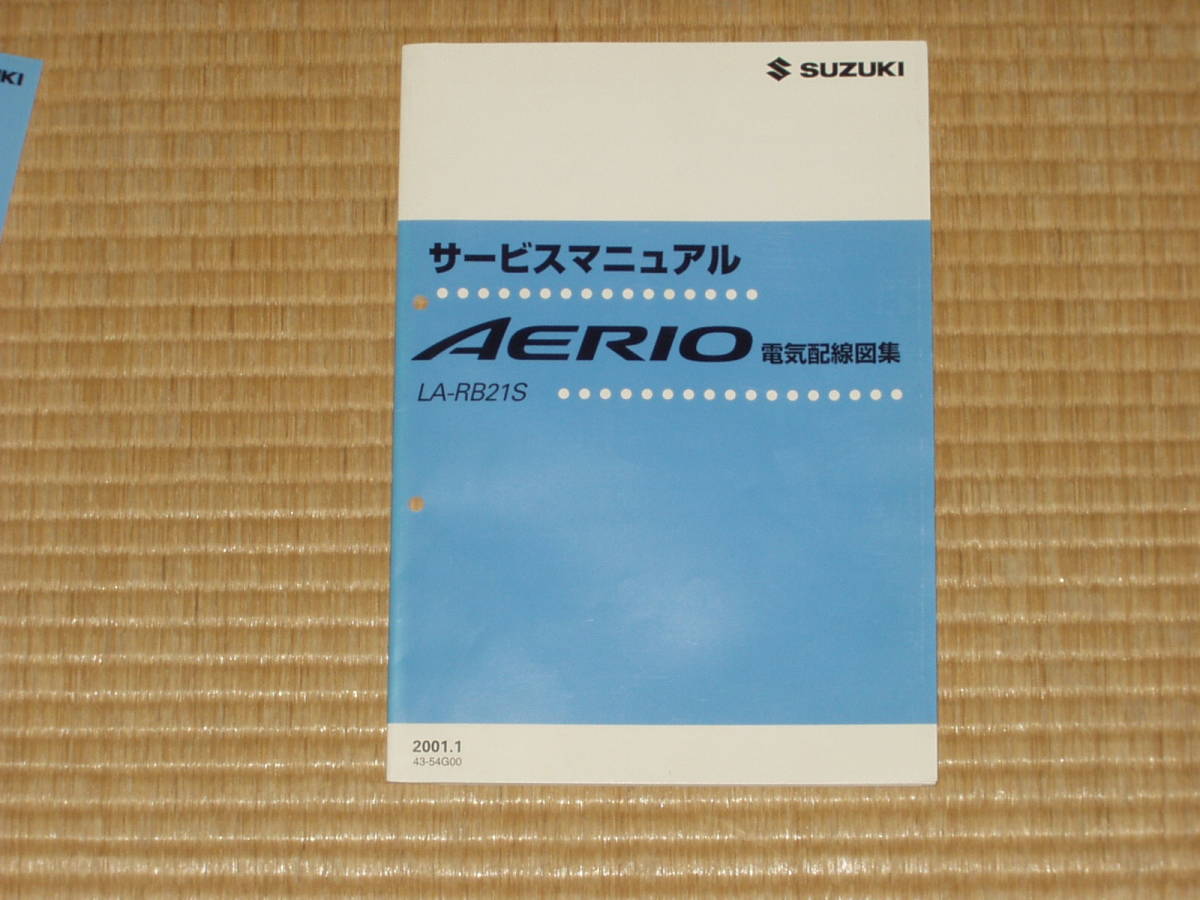 SUZUKI
サービスマニュアル
AERIO 電気配線図集
LA-RB21S
2001.1
43-54G00
KI